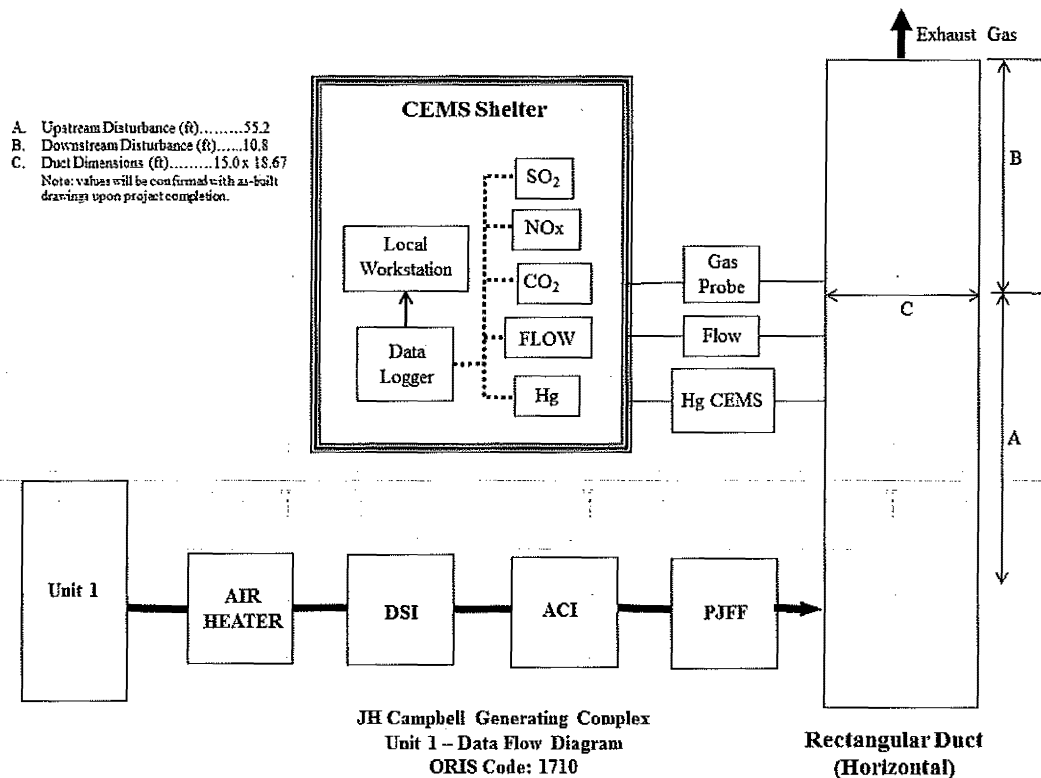 Exhaust Gas
CEMS Shelter
A. Upstream Disturbance (ft).........55.2
B. Downstream Disturbance (ft).....10.8
C. Duct Dimensions (ft).........15.0 x 18.67
Note: values will be confirmed with as-built
drawings upon project completion.
SO2
NOx
Local
Workstation
CO2
Data
Logger
FLOW
Hg
Gas
Probe
Flow
Hg CEMS
B
C
A
Unit 1
AIR
HEATER
DSI
ACI
PJFF
JH Campbell Generating Complex
Unit 1 – Data Flow Diagram
ORIS Code: 1710
Rectangular Duct
(Horizontal)